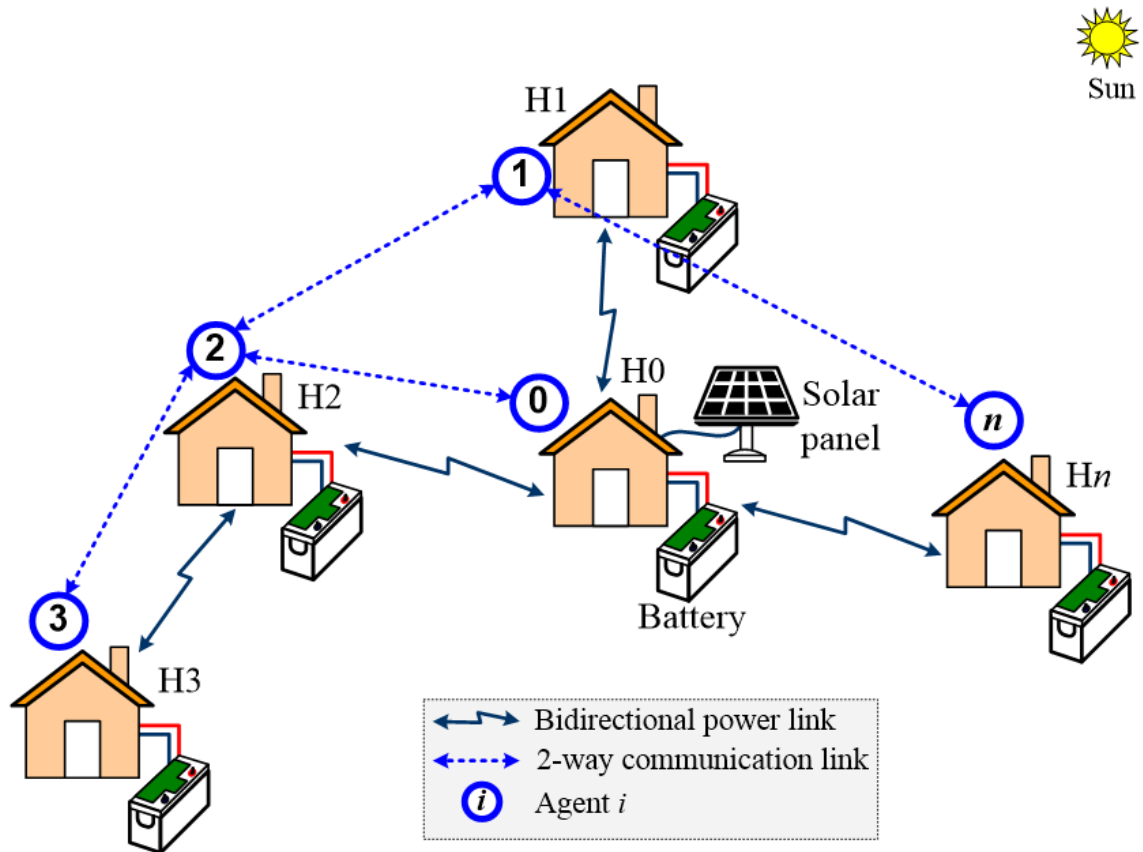 Sun
H1
1
2
H2
0
H0
Solar
panel
n
Hn
Battery
3
H3
Bidirectional power link
2-way communication link
i Agent i